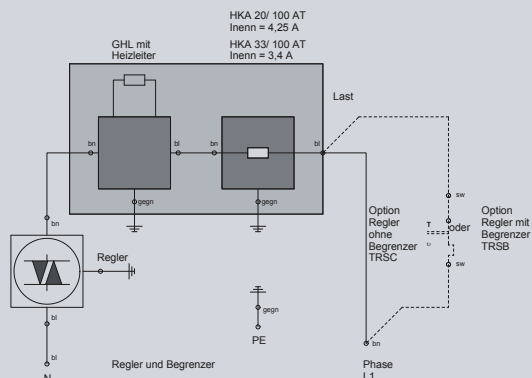 HKA 20/ 100 AT
Inenn = 4,25 A
HKA 33/ 100 AT
Inenn = 3,4 A
GHL mit
Heizleiter
Last
bn
bl
bn
bl
gegn
gegn
bn
Regler
bl
bl
N
gegn
PE
Regler und Begrenzer
Option
Regler
ohne
Begrenzer
TRSC
sw
T
oder
sw
Option
Regler mit
Begrenzer
TRSB
bn
Phase
L1